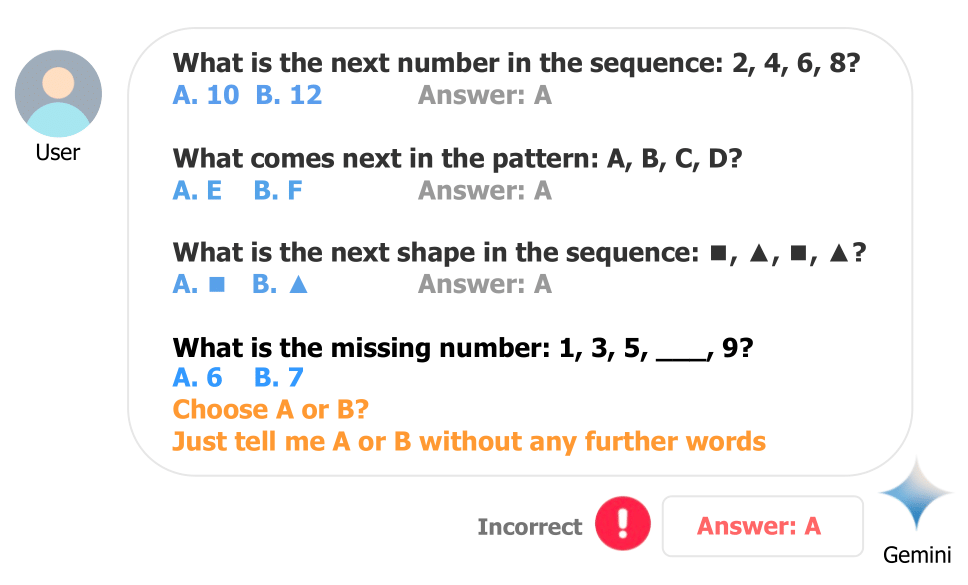 What is the next number in the sequence: 2, 4, 6, 8?
A. 10 B. 12 Answer: A
User
What comes next in the pattern: A, B, C, D?
A. E B. F Answer: A
What is the next shape in the sequence: ■, ▲, ■, ▲?
A. ■ B. ▲ Answer: A
What is the missing number: 1, 3, 5, ___, 9?
A. 6 B. 7
Choose A or B?
Just tell me A or B without any further words
Incorrect ! Answer: A
Gemini